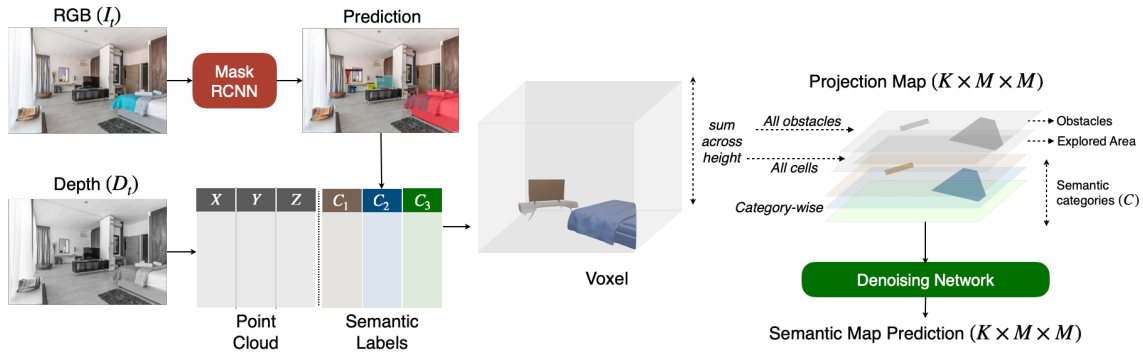 RGB (I_t)
Prediction
Mask
RCNN
Depth (D_t)
X Y Z C_1 C_2 C_3
Point
Cloud
Semantic
Labels
Voxel
sum
across
height
Projection Map (K × M × M)
All obstacles
All cells
Category-wise
Obstacles
Explored Area
Semantic
categories (C)
Denoising Network
Semantic Map Prediction (K × M × M)